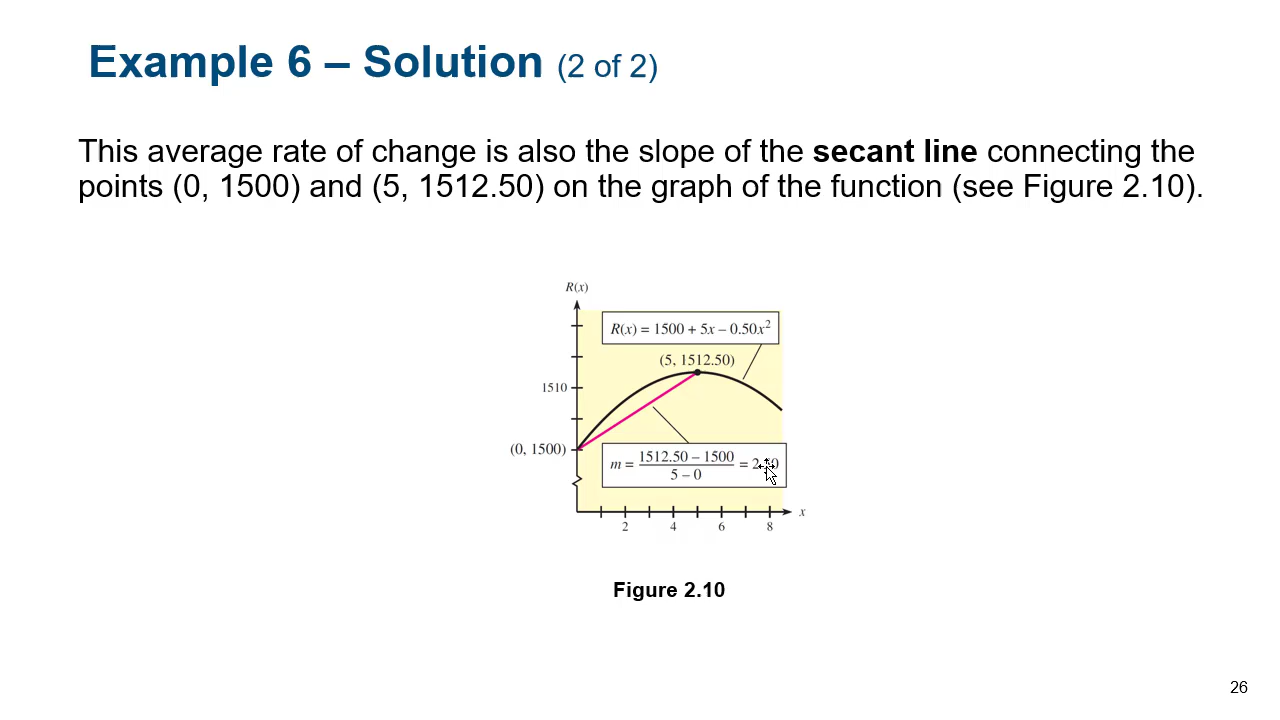 Example 6 – Solution (2 of 2)
This average rate of change is also the slope of the secant line connecting the
points (0, 1500) and (5, 1512.50) on the graph of the function (see Figure 2.10).
R(x)
R(x) = 1500 + 5x – 0.50x²
(5, 1512.50)
1510
(0, 1500)
m = 1512.50 – 1500
5 – 0
=
2 4 6 8
x
Figure 2.10
26